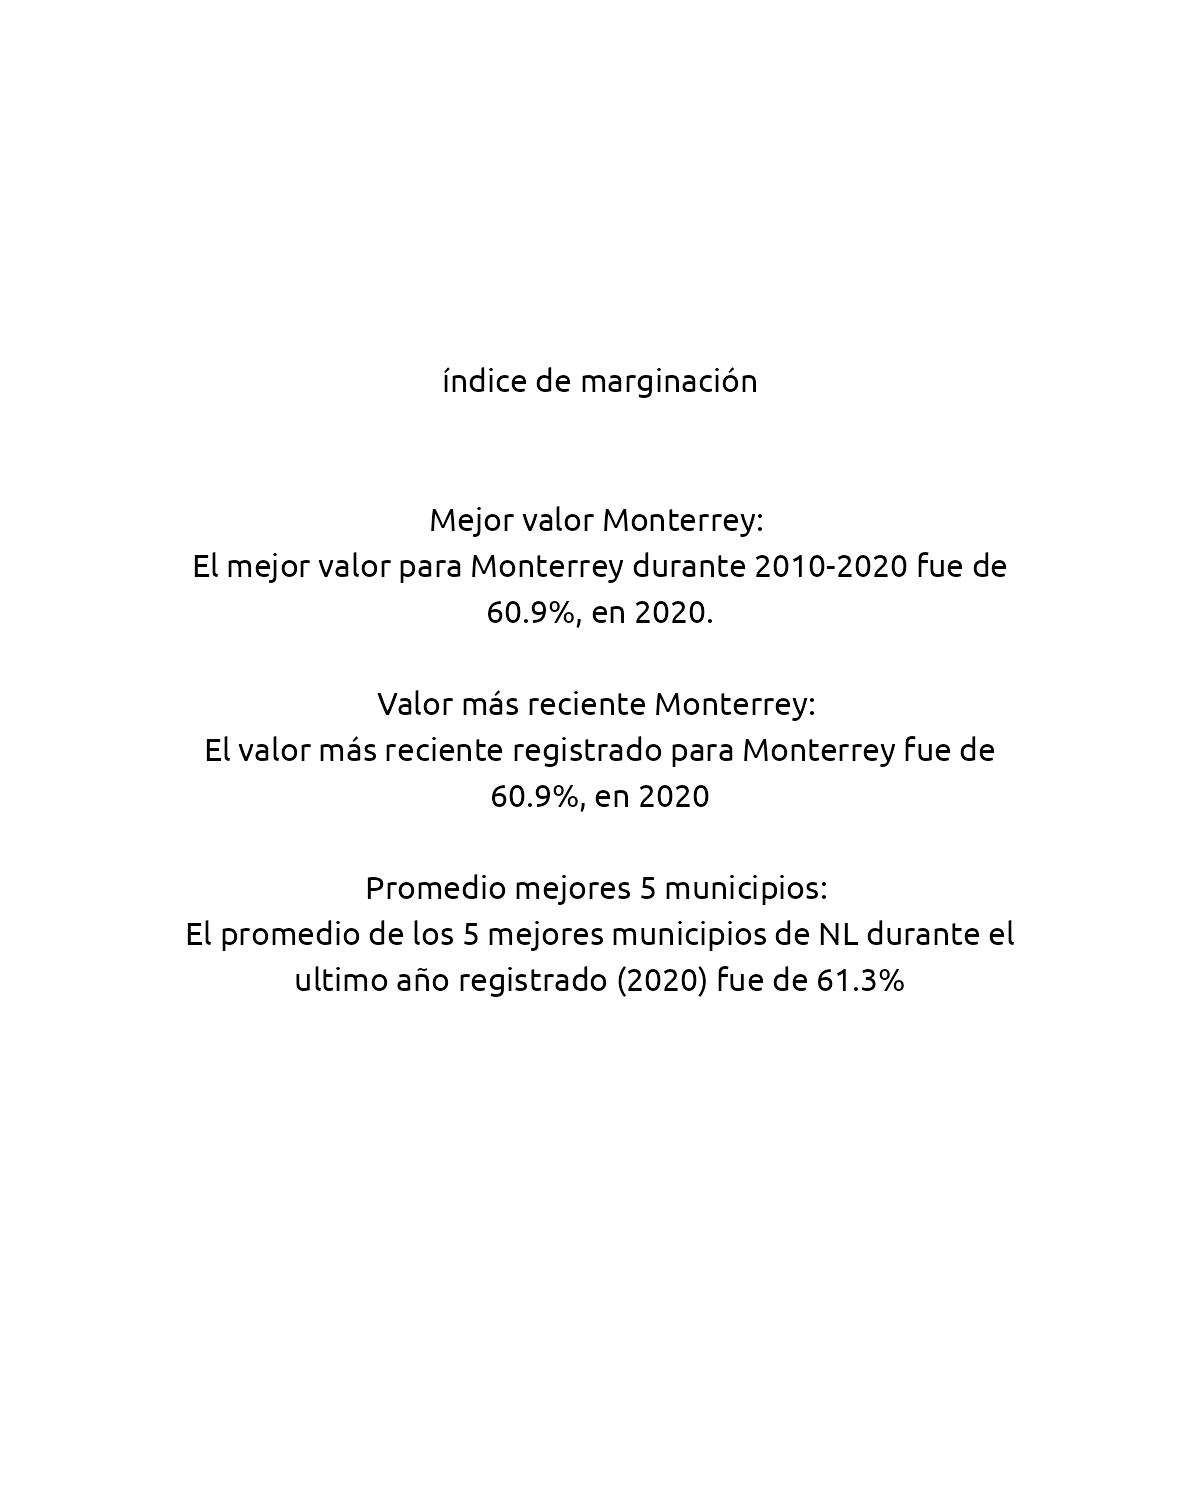 índice de marginación
Mejor valor Monterrey:
El mejor valor para Monterrey durante 2010-2020 fue de
60.9%, en 2020.
Valor más reciente Monterrey:
El valor más reciente registrado para Monterrey fue de
60.9%, en 2020
Promedio mejores 5 municipios:
El promedio de los 5 mejores municipios de NL durante el
ultimo año registrado (2020) fue de 61.3%